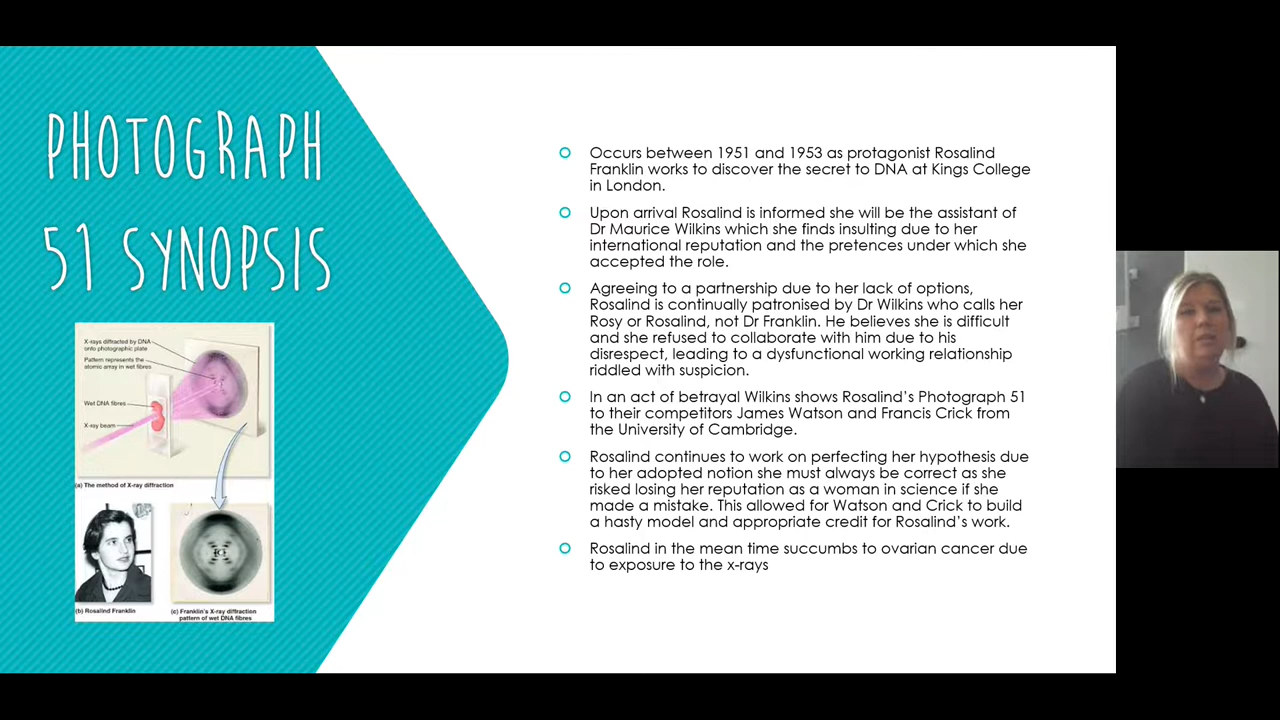 PHOTOGRAPH
51 SYNOPSIS
X-rays diffracted by DNA
onto photographic plate
Pattern represents the
atomic array in wet fibres
Wet DNA fibres
X-ray beam
(a) The method of X-ray diffraction
(b) Rosalind Franklin
(c) Franklin's X-ray diffraction
pattern of wet DNA fibres
Occurs between 1951 and 1953 as protagonist Rosalind
Franklin works to discover the secret to DNA at Kings College
in London.
Upon arrival Rosalind is informed she will be the assistant of
Dr Maurice Wilkins which she finds insulting due to her
international reputation and the pretences under which she
accepted the role.
Agreeing to a partnership due to her lack of options,
Rosalind is continually patronised by Dr Wilkins who calls her
Rosy or Rosalind, not Dr Franklin. He believes she is difficult
and she refused to collaborate with him due to his
disrespect, leading to a dysfunctional working relationship
riddled with suspicion.
In an act of betrayal Wilkins shows Rosalind's Photograph 51
to their competitors James Watson and Francis Crick from
the University of Cambridge.
Rosalind continues to work on perfecting her hypothesis due
to her adopted notion she must always be correct as she
risked losing her reputation as a woman in science if she
made a mistake. This allowed for Watson and Crick to build
a hasty model and appropriate credit for Rosalind's work.
Rosalind in the mean time succumbs to ovarian cancer due
to exposure to the x-rays